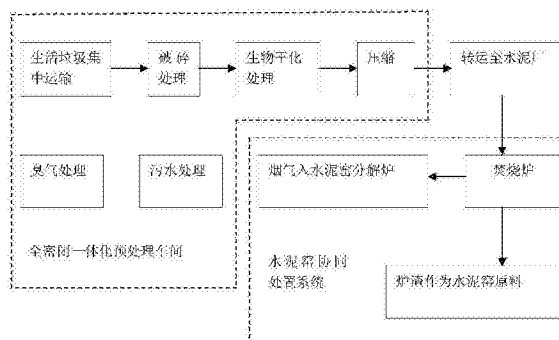 生活垃圾集
中运输
破碎
处理
生物干化
处理
压缩
转运至水泥厂
臭气处理
污水处理
烟气入水泥窑分解炉
焚烧炉
全密闭一体化预处理车间
水泥窑协同
处置系统
炉渣作为水泥窑原料